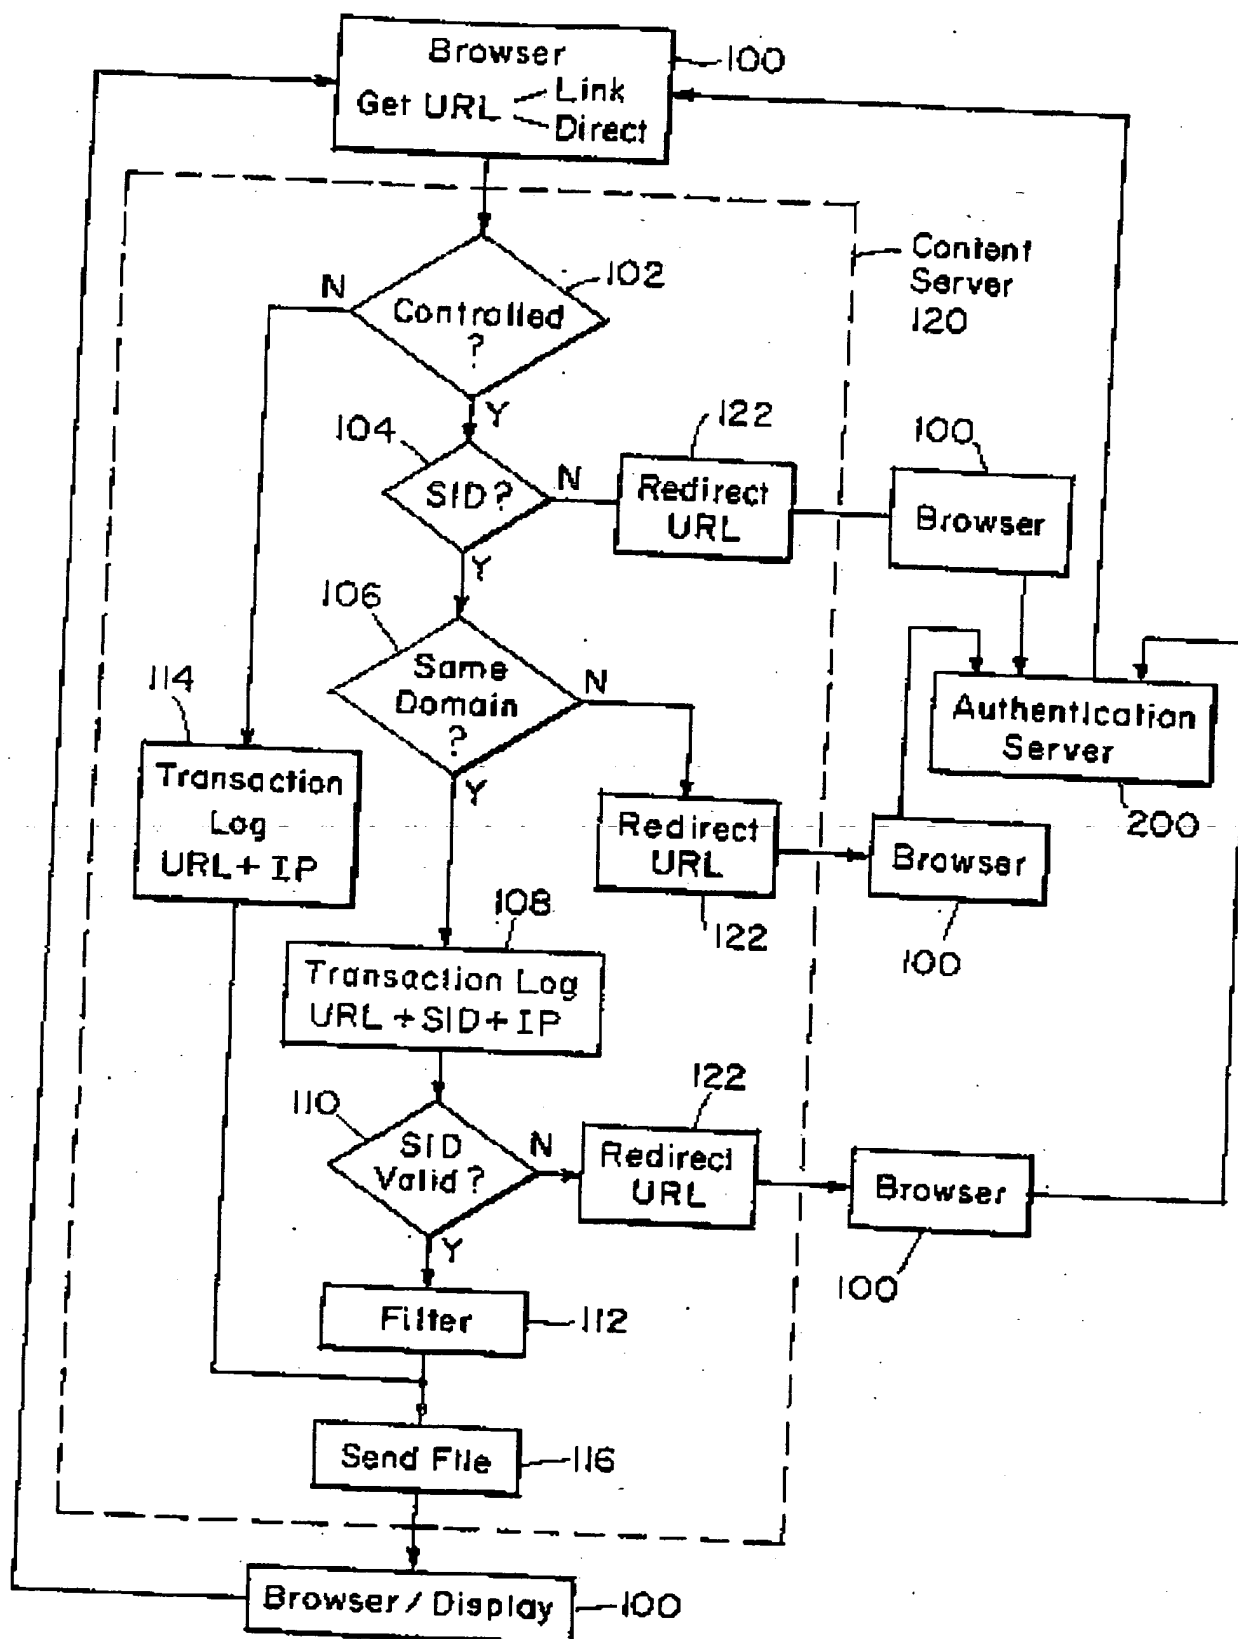 Browser
100
Get URL
Link
Direct
Content
Server
120
102
N
Controlled
?
Y
104
SID?
N
122
Redirect
URL
100
Browser
Y
106
Same
Domain
?
N
Y
114
Transaction
Log
URL + IP
Authentication
Server
200
Redirect
URL
122
Browser
100
108
Transaction Log
URL + SID + IP
110
SID
Valid?
N
Y
122
Redirect
URL
Browser
100
Filter
112
Send File
116
Browser / Display
100